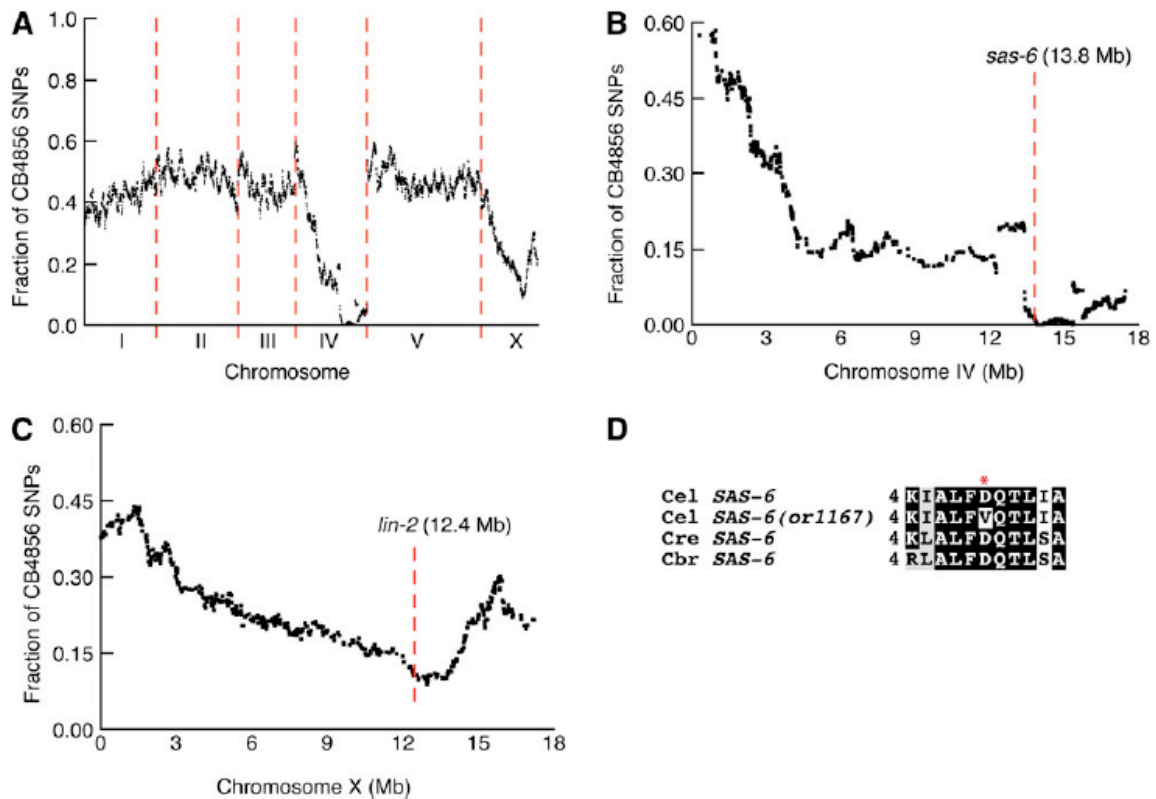 A
Fraction of CB4856 SNPs
1.0
0.8
0.6
0.4
0.2
0.0
I II III IV V X
Chromosome
B
Fraction of CB4856 SNPs
0.60
0.45
0.30
0.15
0.00
sas-6 (13.8 Mb)
0 3 6 9 12 15 18
Chromosome IV (Mb)
C
Fraction of CB4856 SNPs
0.60
0.45
0.30
0.15
0.00
lin-2 (12.4 Mb)
0 3 6 9 12 15 18
Chromosome X (Mb)
D
*
Cel SAS-6 4 KIALFDQTLIA
Cel SAS-6(or1167) 4 KIALFVQTLIA
Cre SAS-6 4 KLALFDQTLSA
Cbr SAS-6 4 RLALFDQTLSA